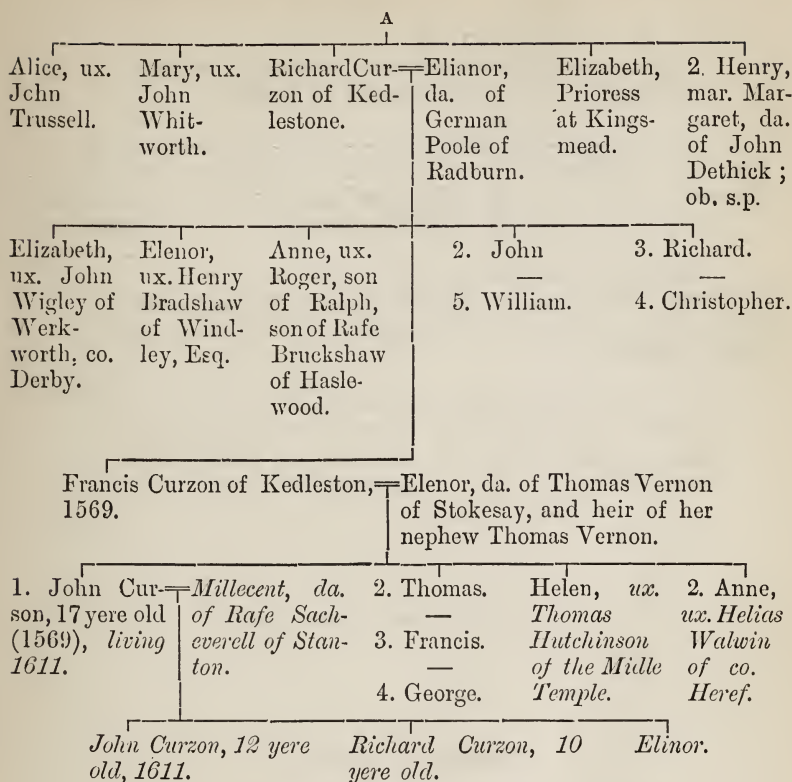 A
Alice, ux.
Jchn
Trussell.
Mary, ux.
John
Whit-
worth.
Richard Cur-
zon of Ked-
lestone.
Elianor,
da. of
German
Poole of
Radburn.
Elizabeth,
Prioress
at Kings-
mead.
2. Henry,
mar. Mar-
garet, da.
of John
Dethick ;
ob. s.p.
Elizabeth,
ux. John
Wigley of
Werk-
worth, co.
Derby.
Elenor,
ux. Henry
Bradshaw
of Wind-
ley, Esq.
Anne, ux.
Roger, son
of Ralph,
son of Rafe
Bruckshaw
of Hasle-
wood.
2. John
—
5. William.
3. Richard.
—
4. Christopher.
Francis Curzon of Kedleston,
1569.
Elenor, da. of Thomas Vernon
of Stokesay, and heir of her
nephew Thomas Vernon.
1. John Cur-
son, 17 yere old
(1569), living
1611.
Millecent, da.
of Rafe Sach-
everell of Stan-
ton.
2. Thomas.
—
3. Francis.
—
4. George.
Helen, ux.
Thomas
Hutchinson
of the Midle
Temple.
2. Anne,
ux. Helias
Walwin
of co.
Heref.
John Curzon, 12 yere
old, 1611.
Richard Curzon, 10
yere old.
Elinor.